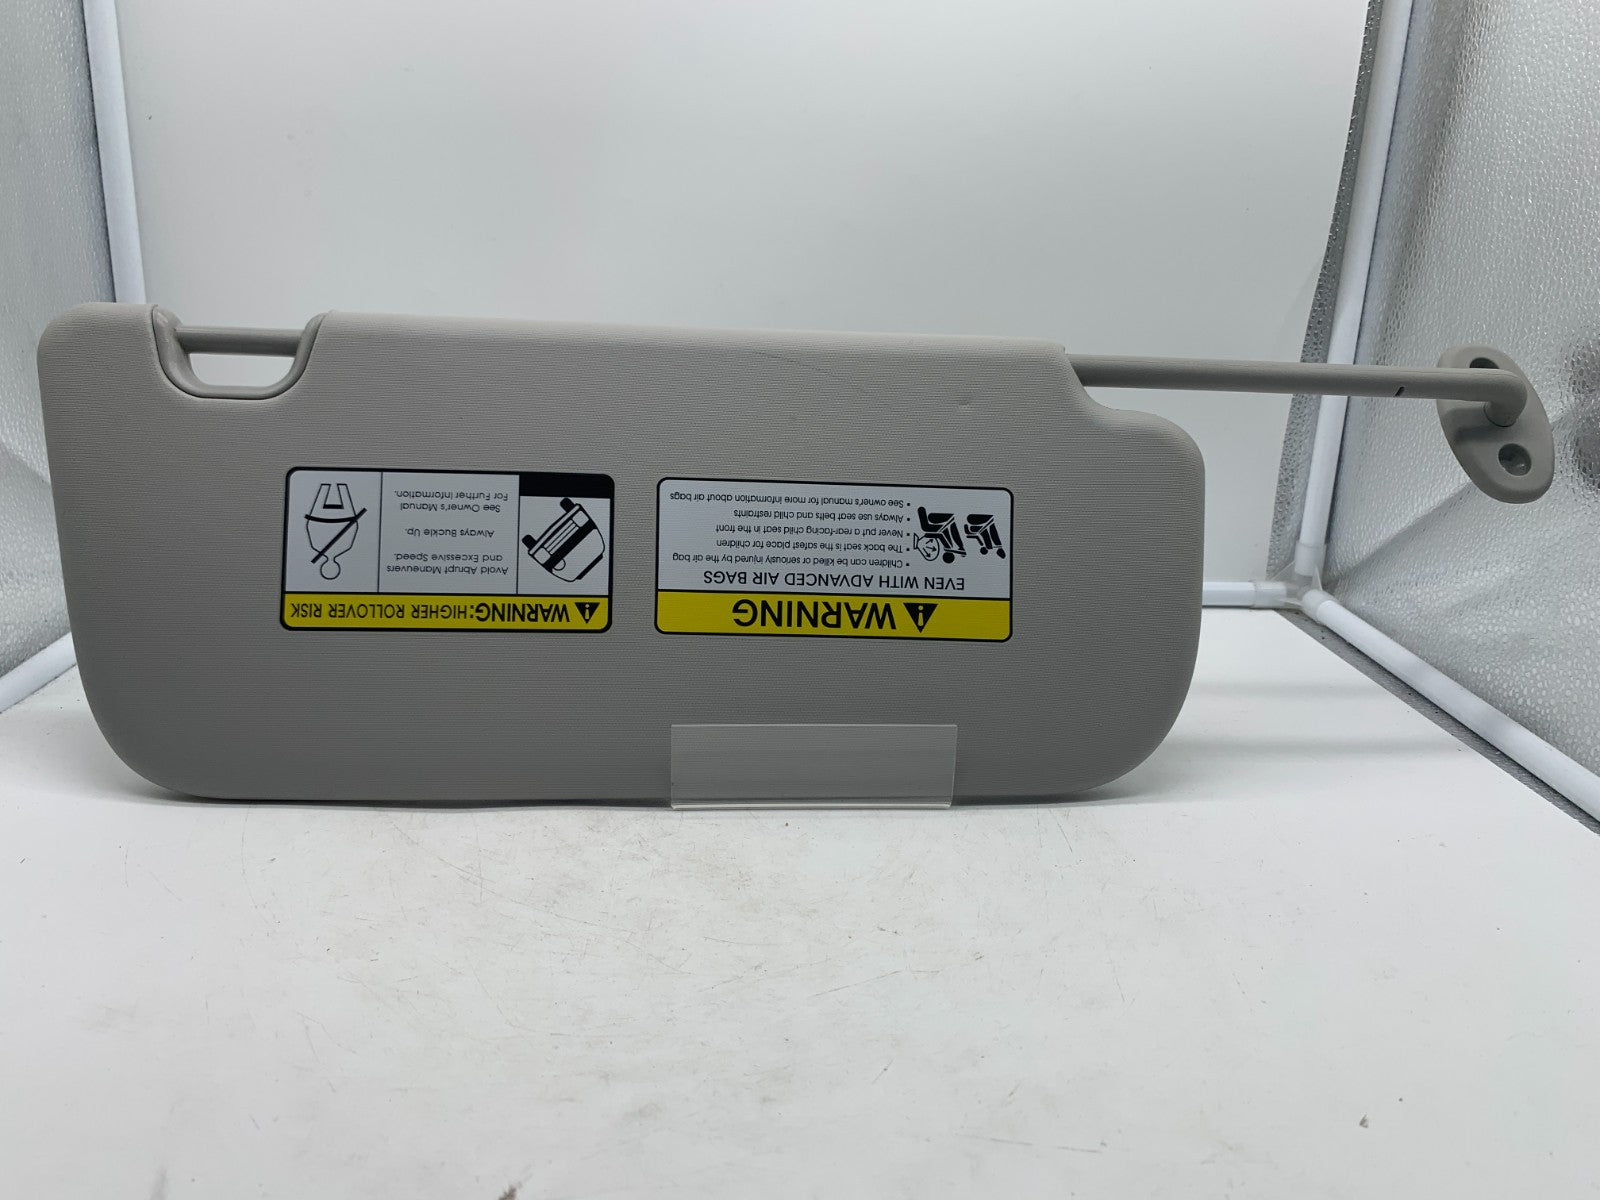 WARNING
EVEN WITH ADVANCED AIR BAGS
• Children can be killed or seriously injured by the air bag
• The back seat is the safest place for children
• Never put a rear-facing child seat in the front
• Always use seat belts and child restraints
• See owner's manual for more information about air bags
WARNING: HIGHER ROLLOVER RISK
Avoid Abrupt Maneuvers
and Excessive Speed.
Always Buckle Up.
See Owner's Manual
For Further Information.